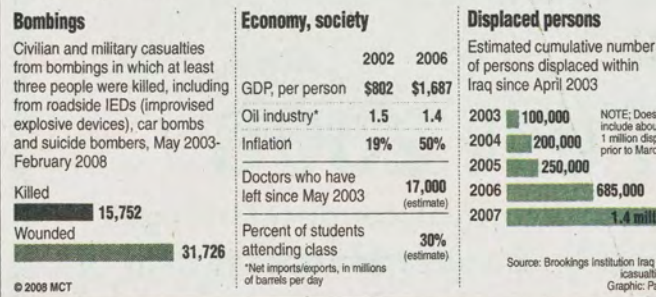 Bombings
Civilian and military casualties
from bombings in which at least
three people were killed, including
from roadside IEDs (improvised
explosive devices), car bombs
and suicide bombers, May 2003-
February 2008
Killed
15,752
Wounded
31,726
© 2008 MCT
Economy, society
2002 2006
GDP, per person $802 $1,687
Oil industry* 1.5 1.4
Inflation 19% 50%
Doctors who have
left since May 2003 17,000
(estimate)
Percent of students
attending class 30%
(estimate)
*Net imports/exports, in millions
of barrels per day
Displaced persons
Estimated cumulative number
of persons displaced within
Iraq since April 2003
2003 100,000
2004 200,000
2005 250,000
2006 685,000
2007 1.4
NOTE; Does
include
1 million
prior to
Source: Brookings Institution Iraq
Graphic: